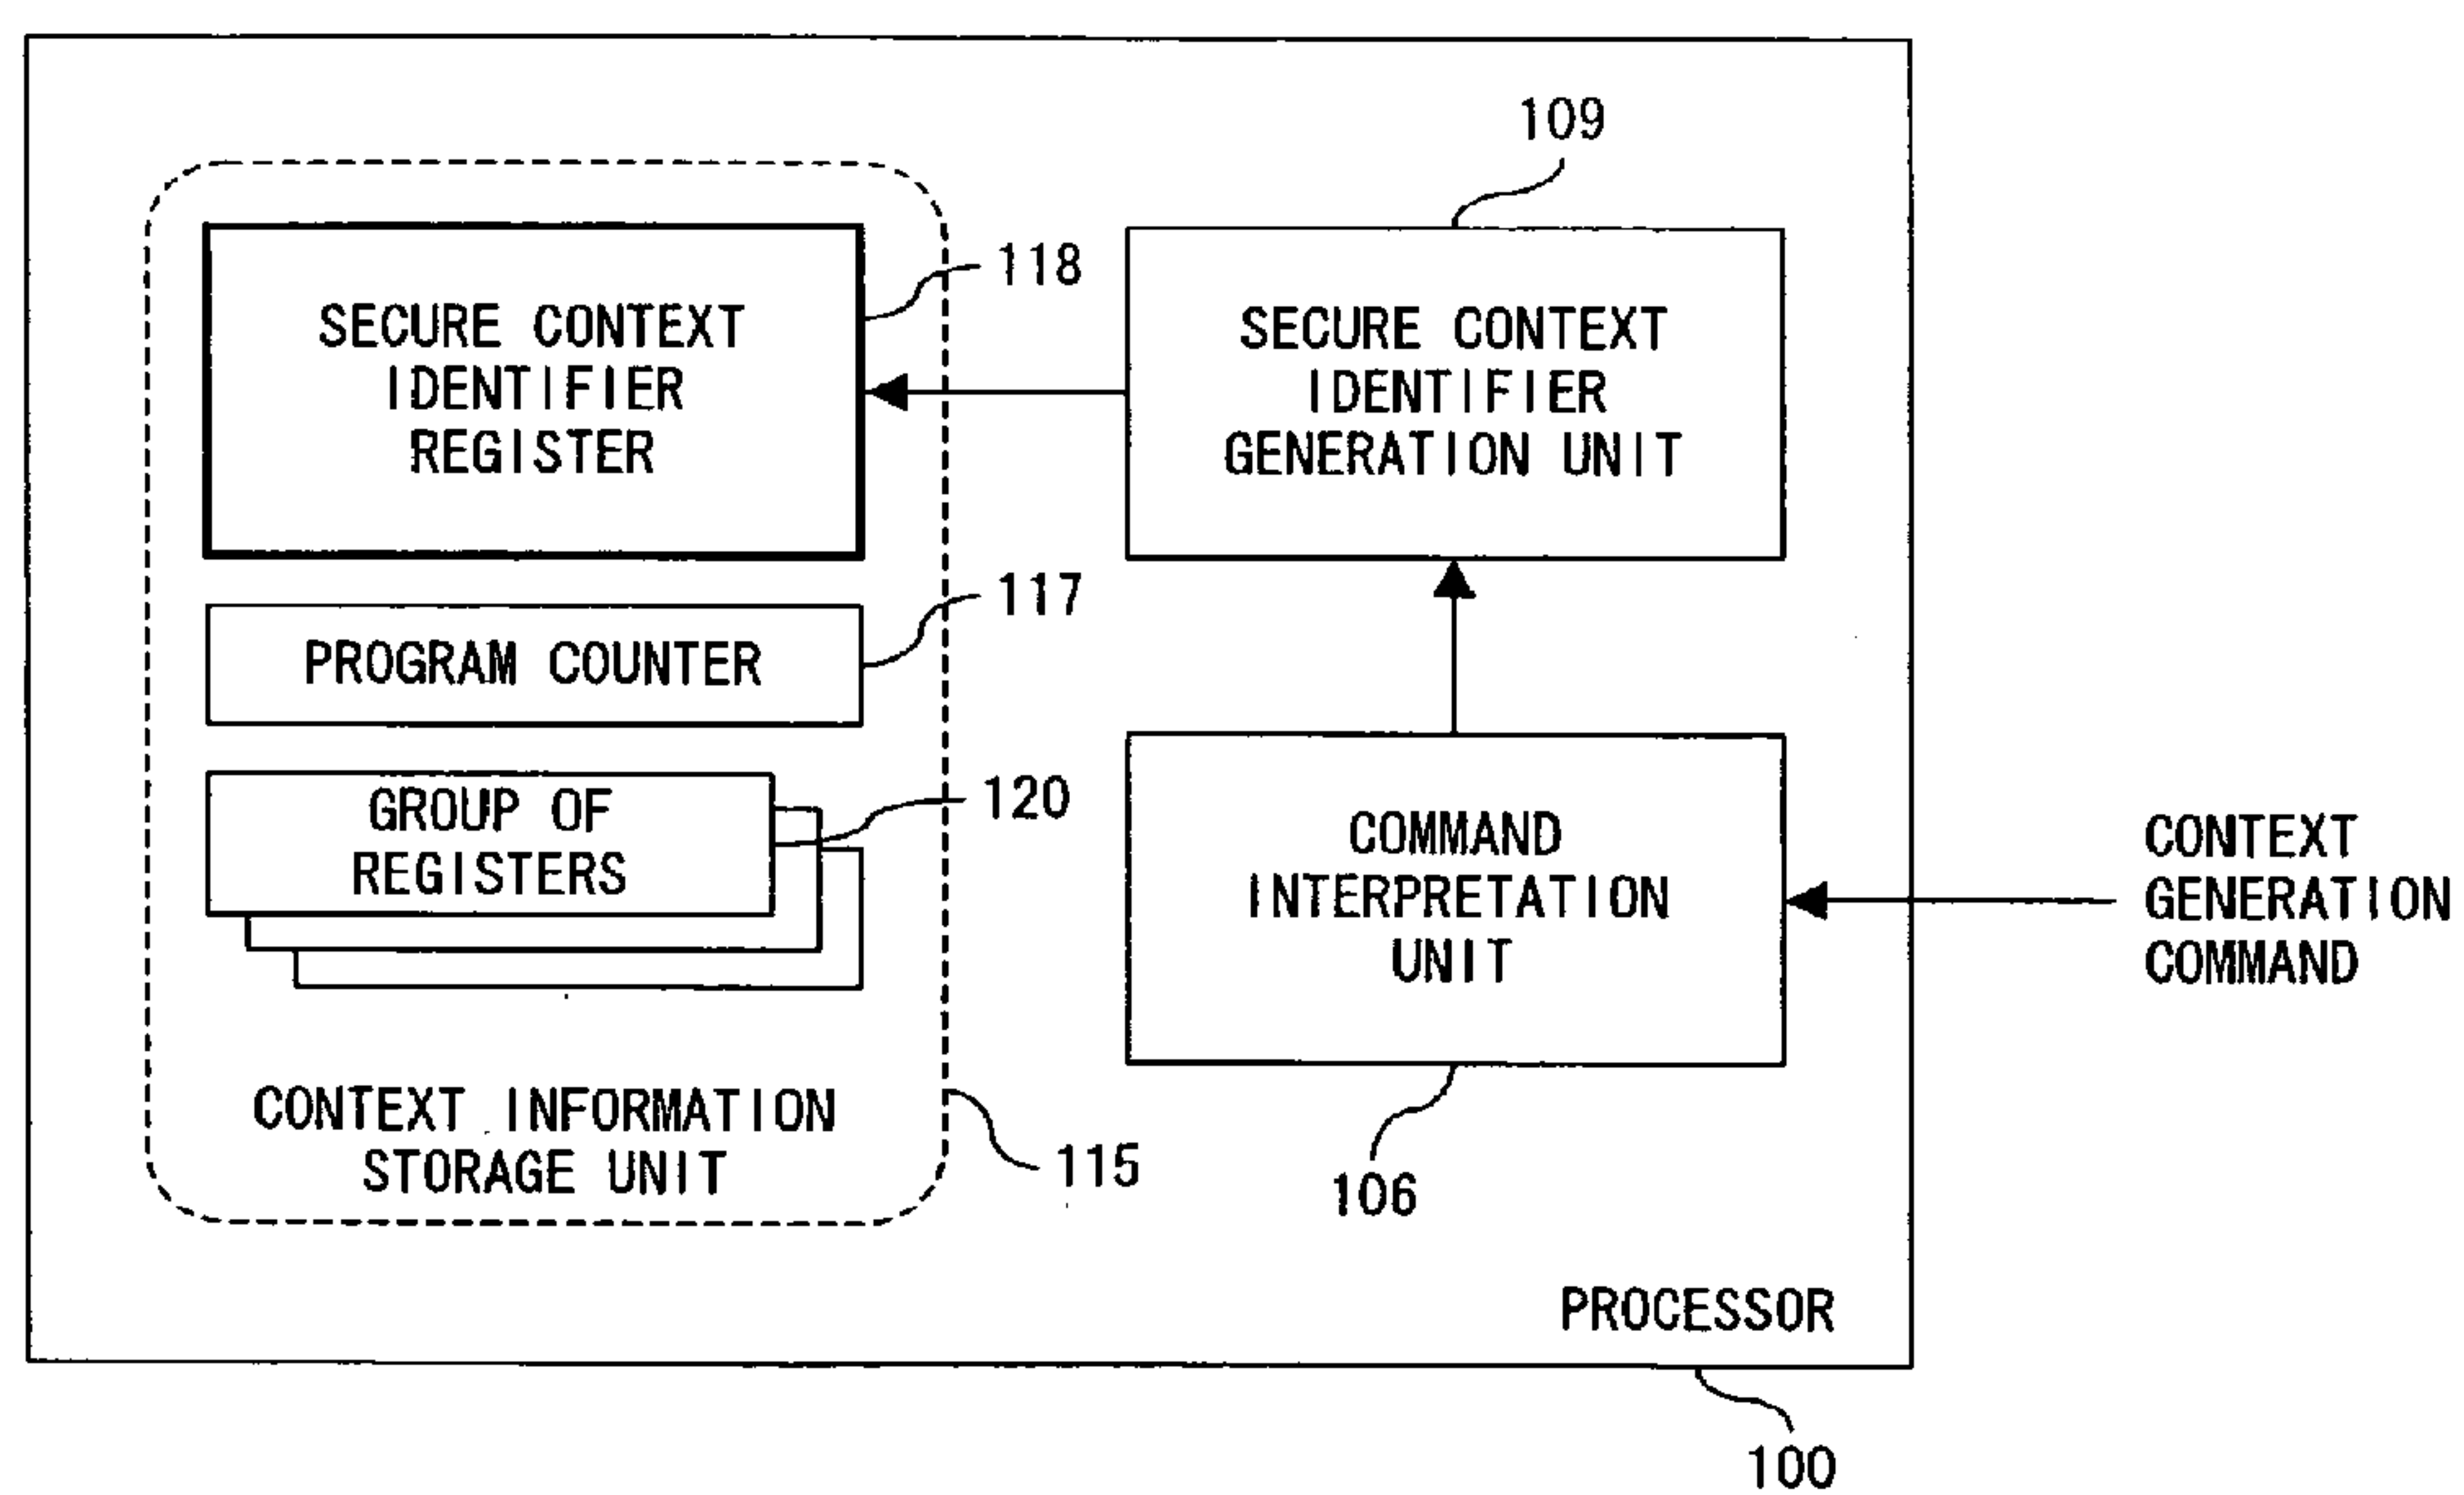 109
118
SECURE CONTEXT
IDENTIFIER
REGISTER
SECURE CONTEXT
IDENTIFIER
GENERATION UNIT
117
PROGRAM COUNTER
120
GROUP OF
REGISTERS
COMMAND
INTERPRETATION
UNIT
CONTEXT
GENERATION
COMMAND
CONTEXT INFORMATION
STORAGE UNIT
115
106
PROCESSOR
100